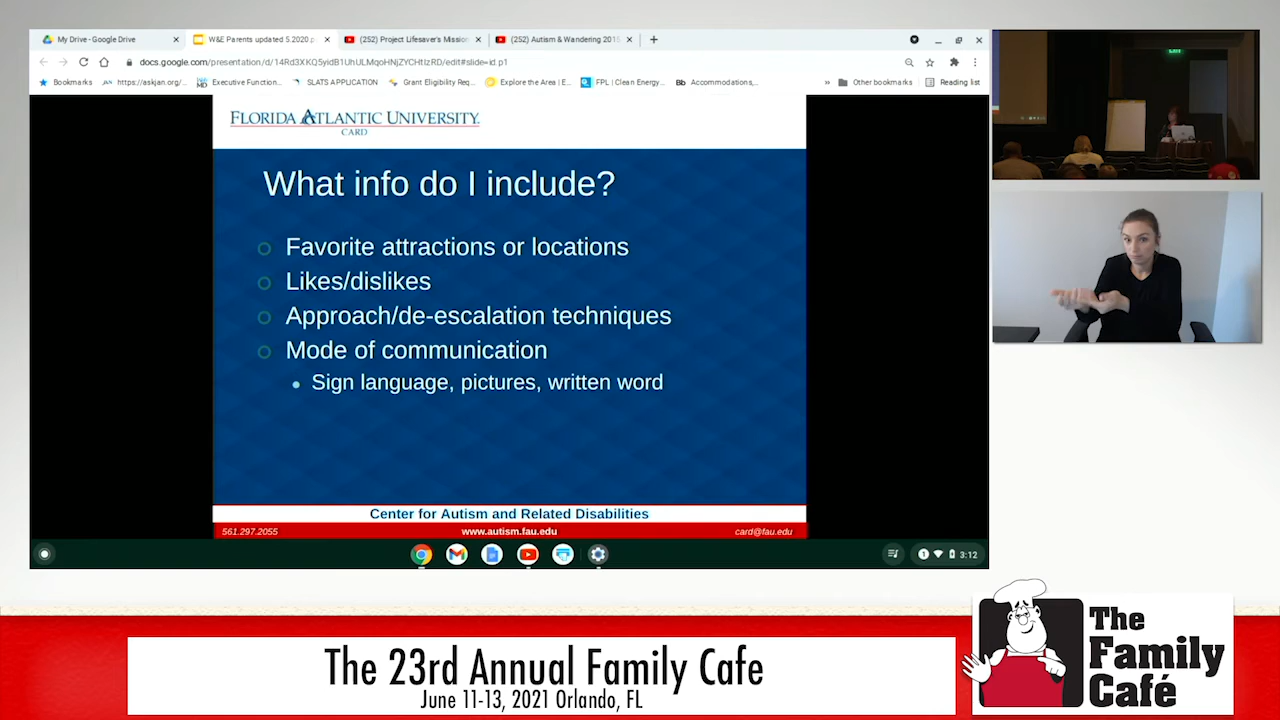 My Drive - Google Drive
W&E Parents updated 5.2020.p
(252) Project Lifesaver's Mission
(252) Autism & Wandering 201
docs.google.com/presentation/d/14Rd3XKQ5yidB1UhULMqoHNjZYCHtIzRD/edit#slide=id.p1
Bookmarks
https://askjan.org/...
Executive Function...
SLATS APPLICATION
Grant Eligibility Req...
Explore the Area | E...
FPL | Clean Energy...
Bb Accommodations,...
Other bookmarks
Reading list
FLORIDA ATLANTIC UNIVERSITY.
CARD
What info do I include?
Favorite attractions or locations
Likes/dislikes
Approach/de-escalation techniques
Mode of communication
Sign language, pictures, written word
Center for Autism and Related Disabilities
561.297.2055
www.autism.fau.edu
card@fau.edu
3:12
The 23rd Annual Family Cafe
June 11-13, 2021 Orlando, FL
The
Family
Café